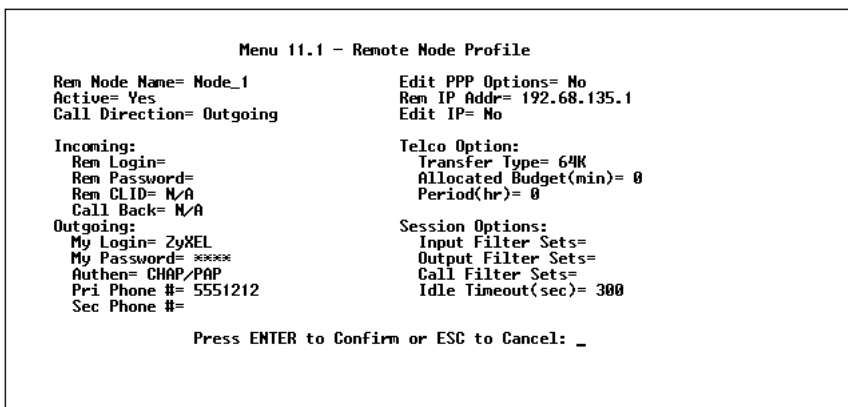 Menu 11.1 - Remote Node Profile
Rem Node Name= Node_1 Edit PPP Options= No
Active= Yes Rem IP Addr= 192.68.135.1
Call Direction= Outgoing Edit IP= No
Incoming: Telco Option:
Rem Login= Transfer Type= 64K
Rem Password= Allocated Budget(min)= 0
Rem CLID= N/A Period(hr)= 0
Call Back= N/A
Outgoing: Session Options:
My Login= ZyXEL Input Filter Sets=
My Password= **** Output Filter Sets=
Authen= CHAP/PAP Call Filter Sets=
Pri Phone #= 5551212 Idle Timeout(sec)= 300
Sec Phone #=
Press ENTER to Confirm or ESC to Cancel: _